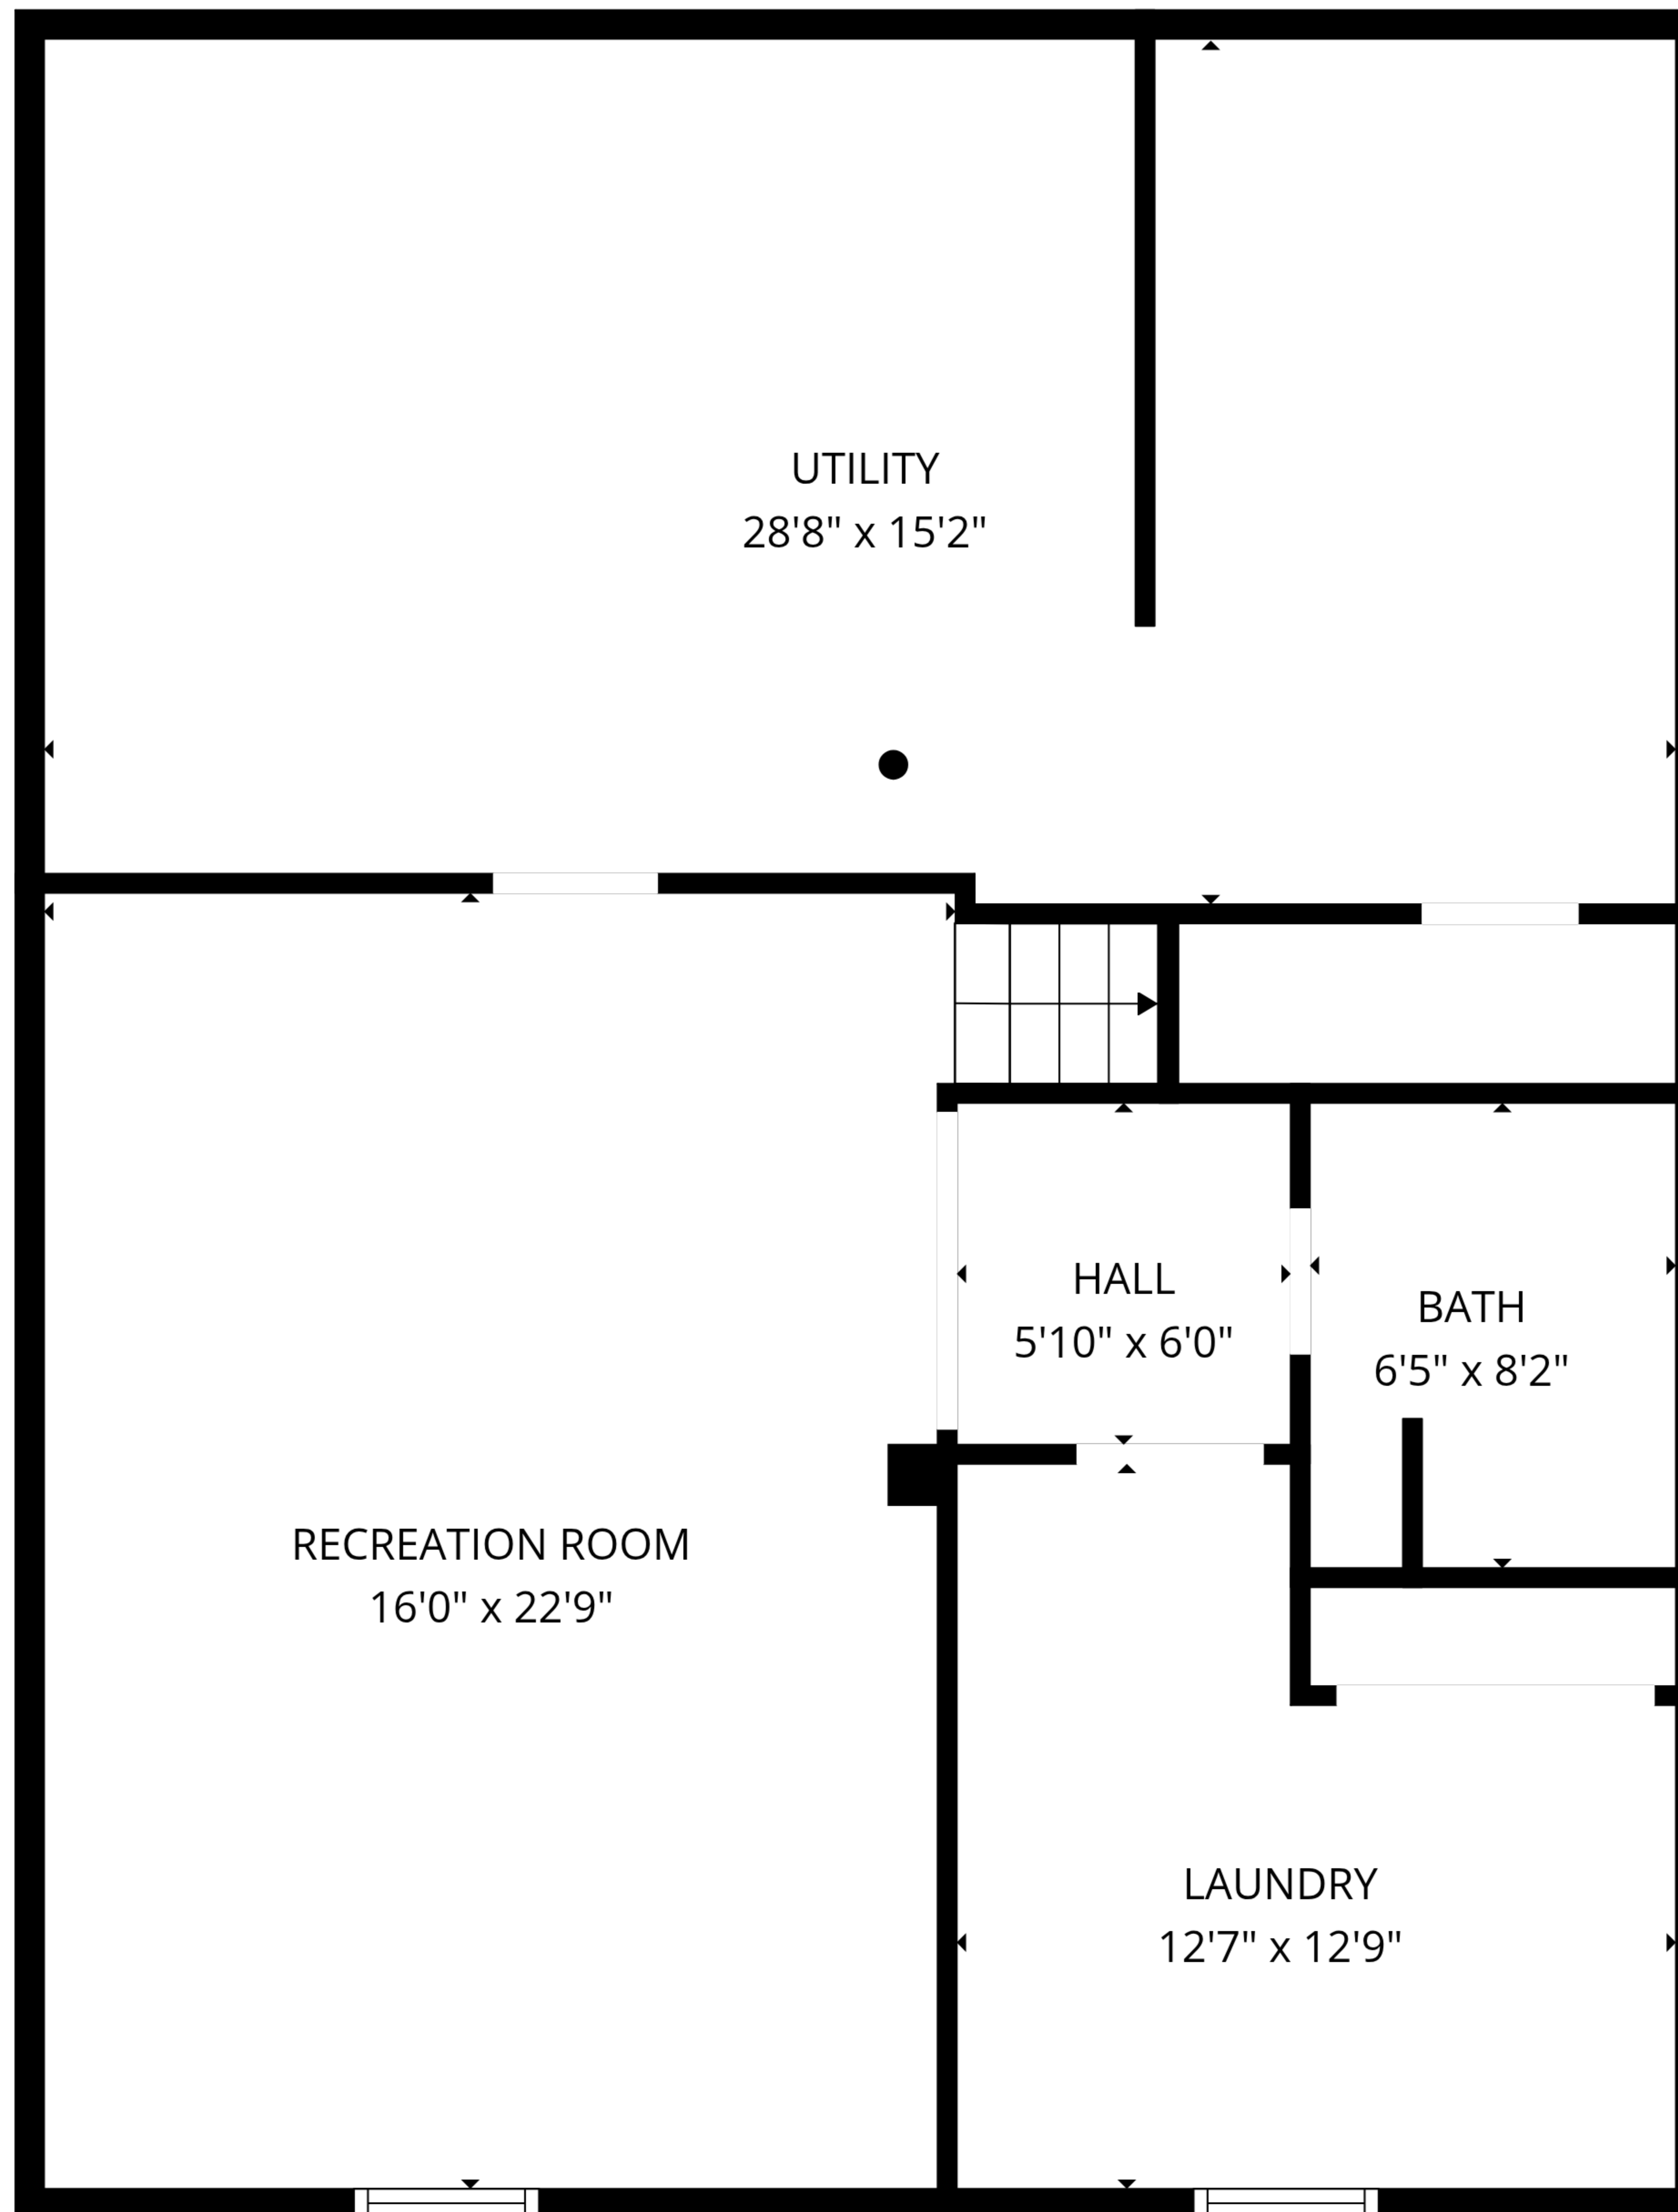 UTILITY
28'8" x 15'2"
HALL
5'10" x 6'0"
BATH
6'5" x 8'2"
RECREATION ROOM
16'0" x 22'9"
LAUNDRY
12'7" x 12'9"